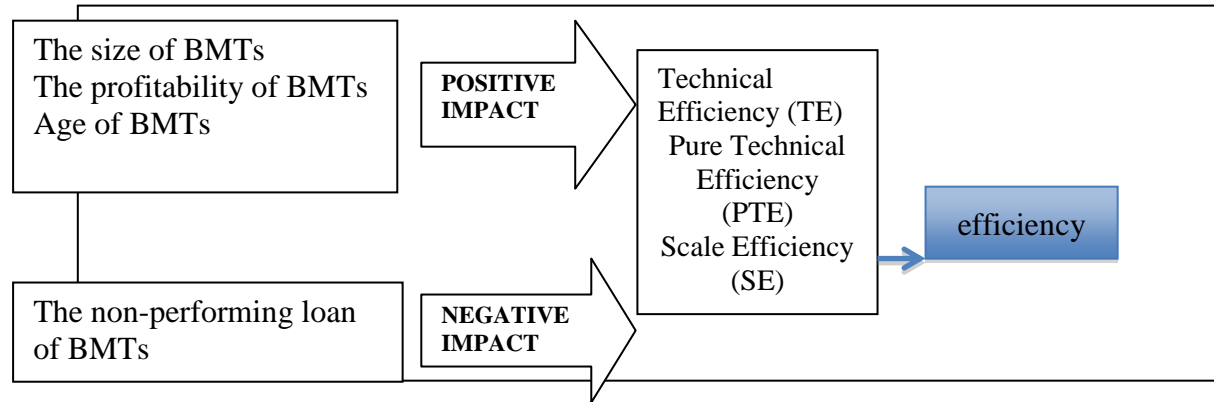 The size of BMTs
The profitability of BMTs
Age of BMTs
POSITIVE
IMPACT
Technical
Efficiency (TE)
Pure Technical
Efficiency
(PTE)
Scale Efficiency
(SE)
efficiency
The non-performing loan
of BMTs
NEGATIVE
IMPACT